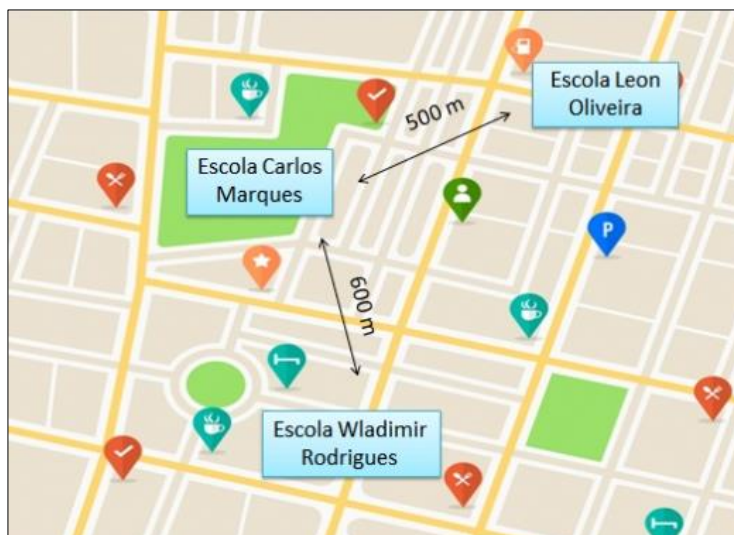 Escola Leon
Oliveira
500 m
Escola Carlos
Marques
P
600 m
Escola Wladimir
Rodrigues